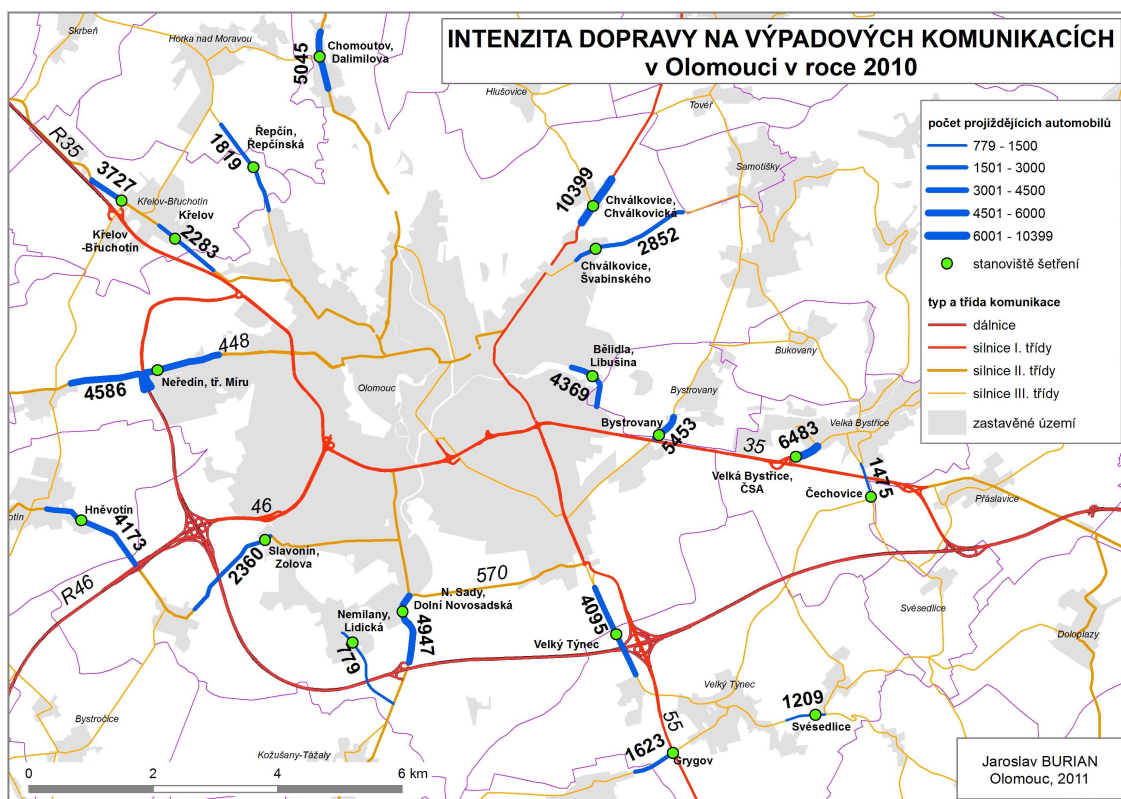 INTENZITA DOPRAVY NA VÝPADOVÝCH KOMUNIKACÍCH
v Olomouci v roce 2010
počet projíždějících automobilů
779 - 1500
1501 - 3000
3001 - 4500
4501 - 6000
6001 - 10399
stanoviště šetření
typ a třída komunikace
dálnice
silnice I. třídy
silnice II. třídy
silnice III. třídy
zastavěné území
Skrbeň
Horka nad Moravou
Chomoutov,
Dalimilova
5045
Hlušovice
Tovéř
R35
Řepčín,
Řepčínská
1819
Samotišky
3727
Křelov-Břuchotín
Křelov
-Břuchotín
Křelov
2283
10399
Chválkovice,
Chválkovická
2852
Chválkovice,
Švabinského
448
4586
Neředín, tř. Míru
Olomouc
Bělidla,
Libušina
4369
Bukovany
Bystrovany
Bystrovany
5453
35
6483
Velká Bystřice
Velká Bystřice,
ČSA
1475
Čechovice
Přáslavice
46
Hněvotín
otín
4173
R46
2360
Slavonín,
Zolova
570
N. Sady,
Dolní Novosadská
4947
Nemilany,
Lidická
779
4095
Velký Týnec
Svésedlice
Doloplazy
Velký Týnec
1209
Svésedlice
55
1623
Grygov
Bystročice
Kožušany-Tážaly
0
2
4
6 km
Jaroslav BURIAN
Olomouc, 2011